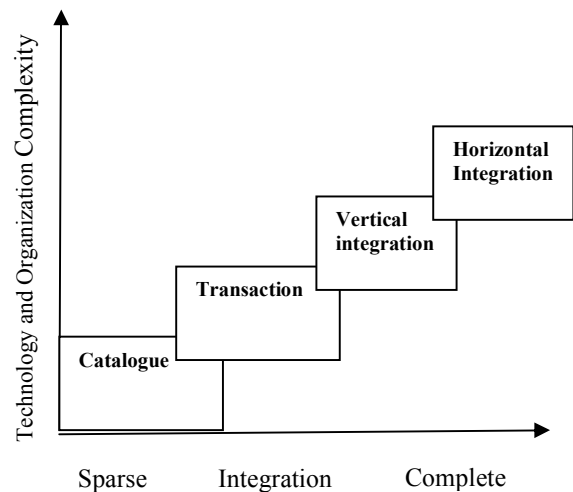 Technology and Organization Complexity
Horizontal
Integration
Vertical
integration
Transaction
Catalogue
Sparse Integration Complete